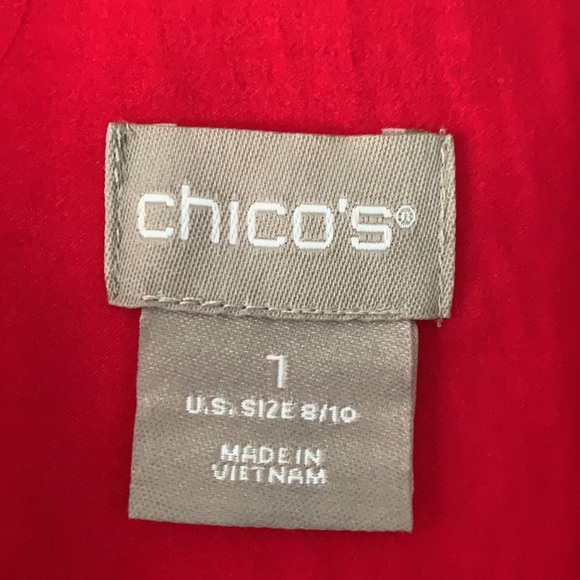 chico's®
1
U.S. SIZE 8/10
MADE IN
VIETNAM